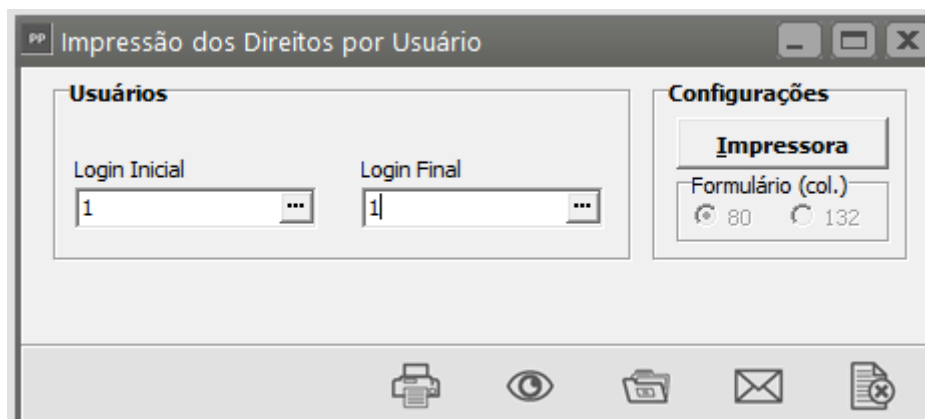 PP Impressão dos Direitos por Usuário
Usuários
Login Inicial
1
Login Final
1
Configurações
Impressora
Formulário (col.)
80 132